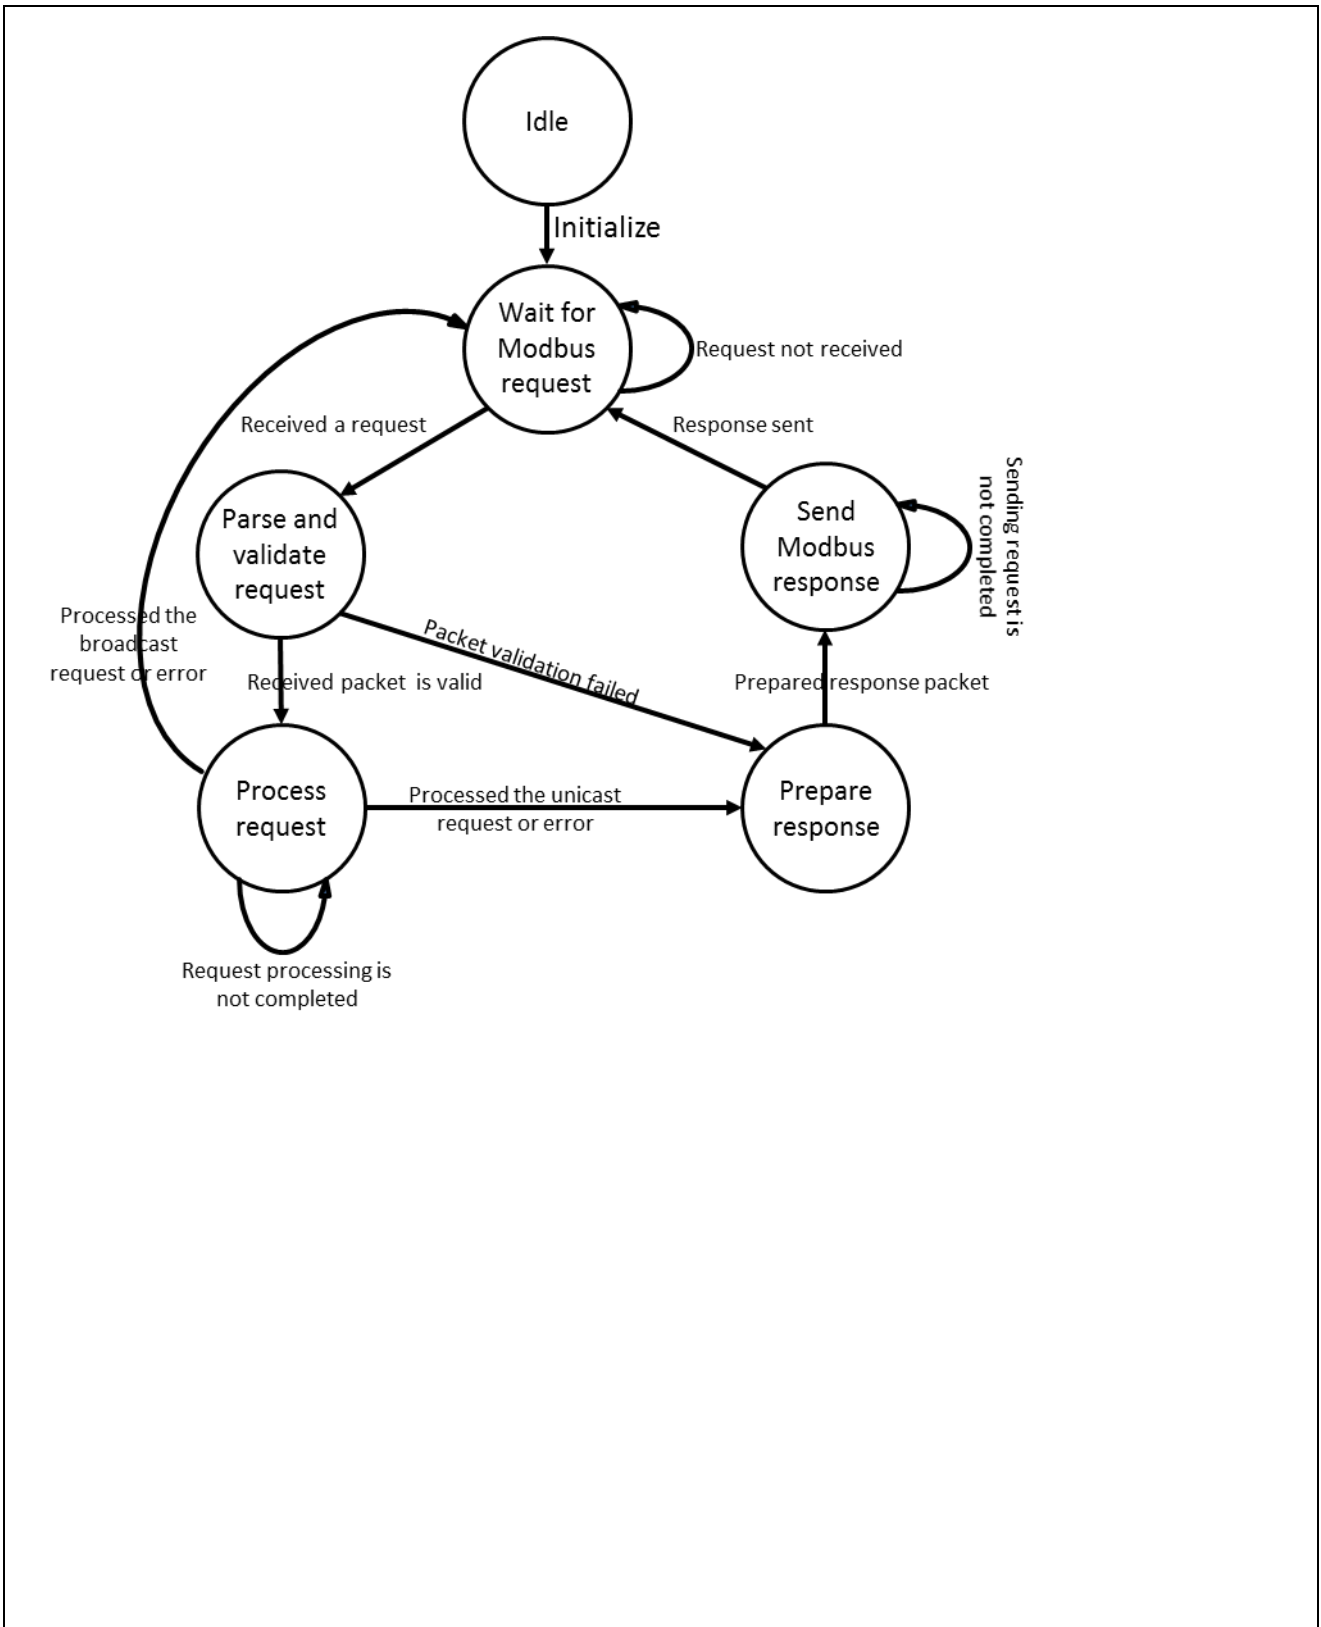 Idle
Initialize
Wait for
Modbus
request
Request not received
Received a request
Response sent
Parse and
validate
request
Send
Modbus
response
Sending request is
not completed
Processed the
broadcast
request or error
Received packet is valid
Packet validation failed
Prepared response packet
Process
request
Processed the unicast
request or error
Prepare
response
Request processing is
not completed